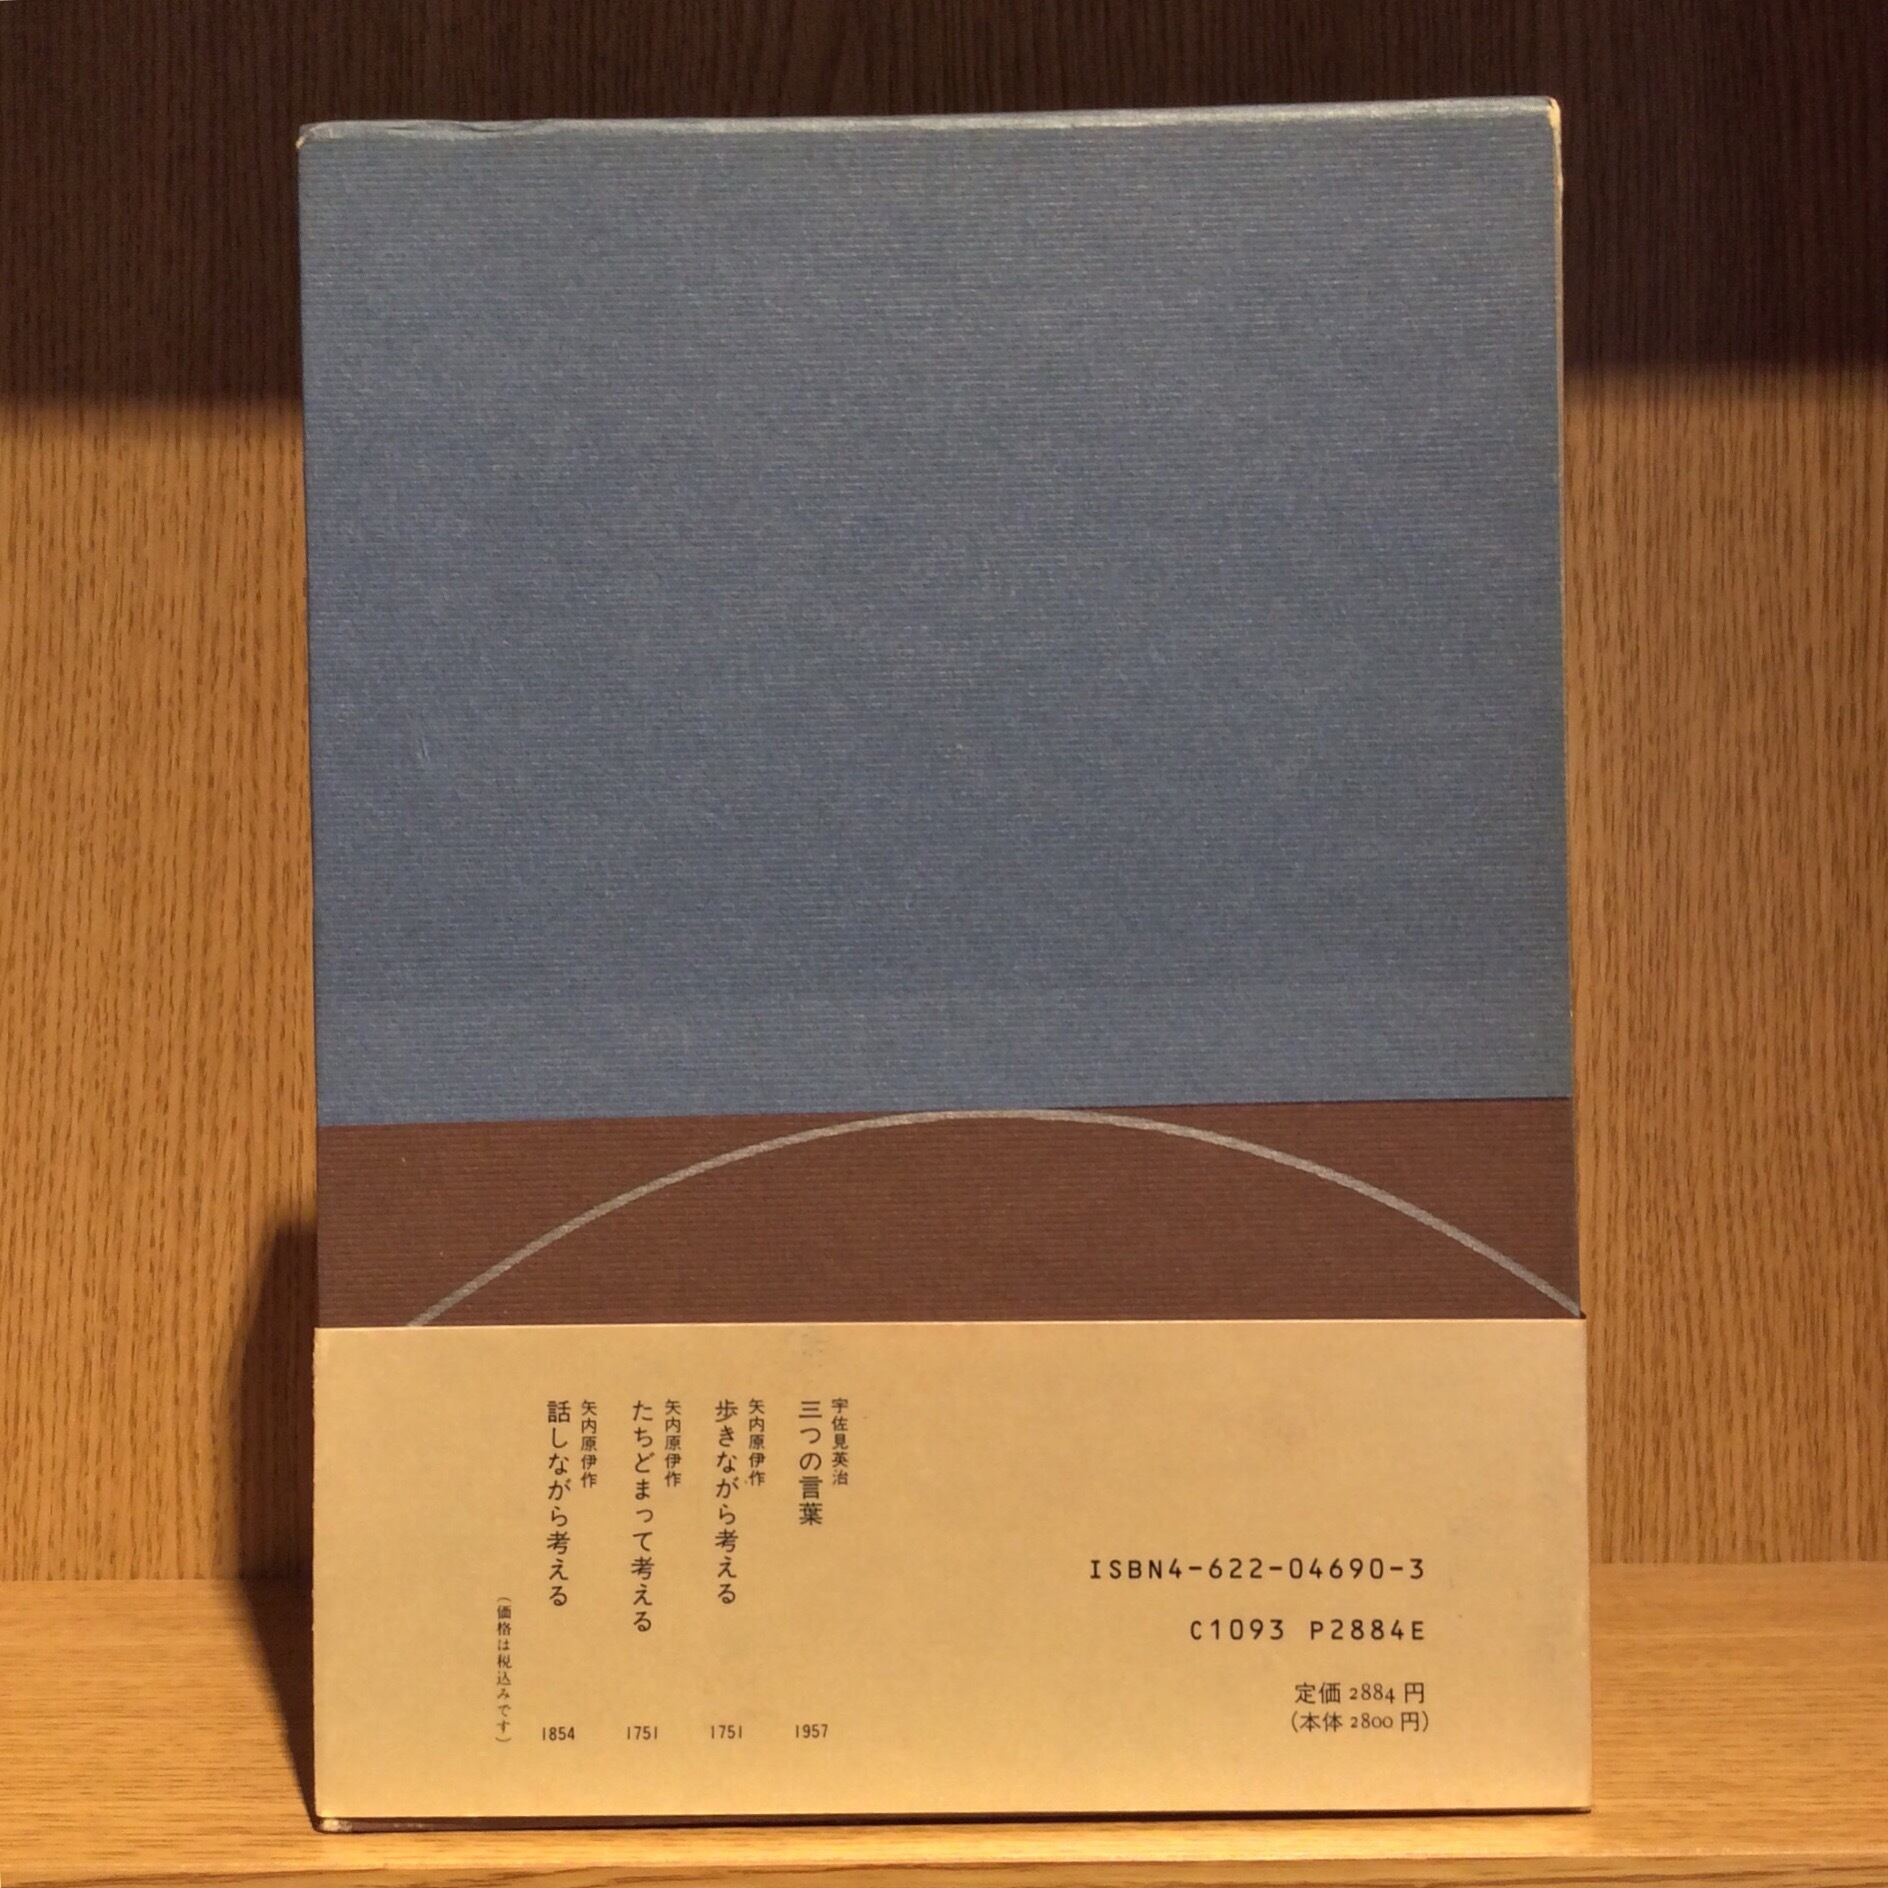 ISBN4-622-04690-3
C1093 P2884E
定価 2884 円
(本体 2800 円)
宇佐見英治
三つの言葉
1957
矢内原伊作
歩きながら考える
1751
矢内原伊作
たちどまって考える
1751
矢内原伊作
話しながら考える
1854
(価格は税込みです)